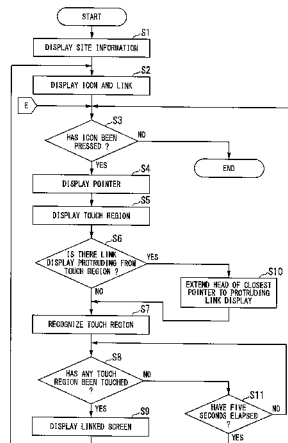 START
S1
DISPLAY SITE INFORMATION
S2
DISPLAY ICON AND LINK
E
S3
HAS ICON BEEN
PRESSED ?
NO
YES
END
S4
DISPLAY POINTER
S5
DISPLAY TOUCH REGION
S6
IS THERE LINK
DISPLAY PROTRUDING FROM
TOUCH REGION ?
YES
NO
S10
EXTEND HEAD OF CLOSEST
POINTER TO PROTRUDING
LINK DISPLAY
S7
RECOGNIZE TOUCH REGION
S8
HAS ANY TOUCH
REGION BEEN TOUCHED
?
NO
YES
S11
HAVE FIVE
SECONDS ELAPSED
?
NO
YES
S9
DISPLAY LINKED SCREEN